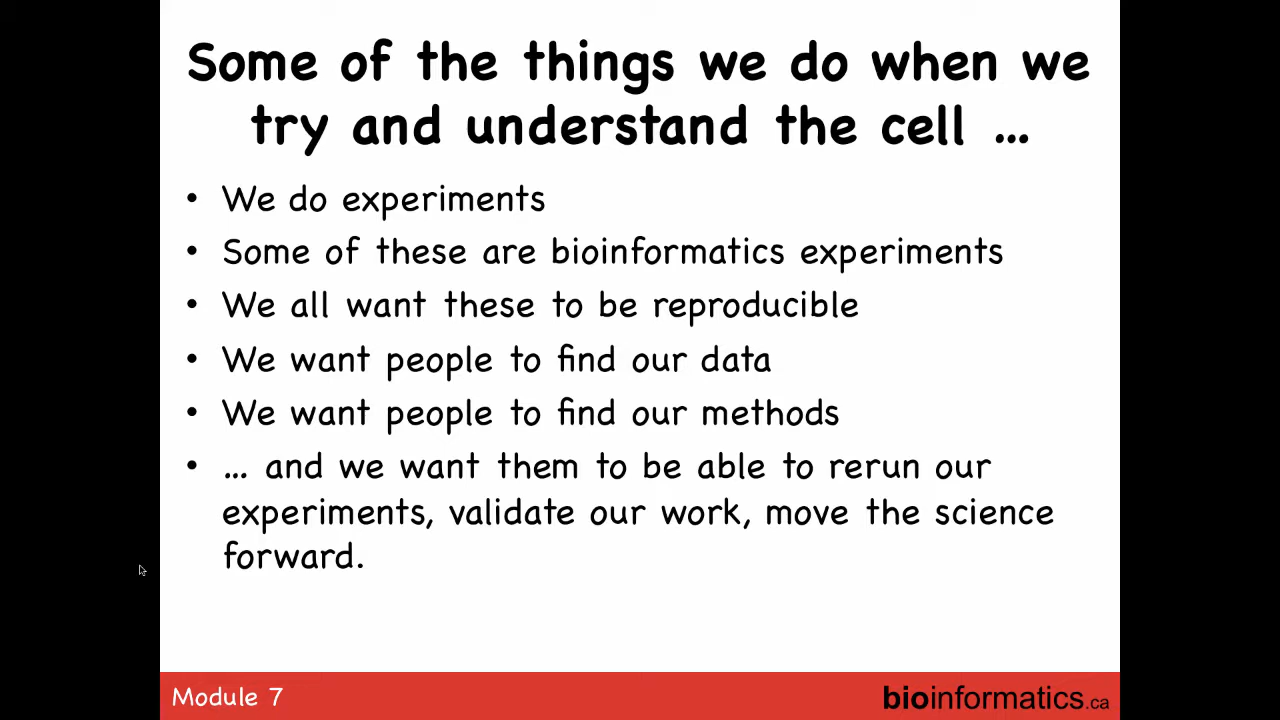 Some of the things we do when we
try and understand the cell ...
• We do experiments
• Some of these are bioinformatics experiments
• We all want these to be reproducible
• We want people to find our data
• We want people to find our methods
• ... and we want them to be able to rerun our
experiments, validate our work, move the science
forward.
Module 7
bioinformatics.ca